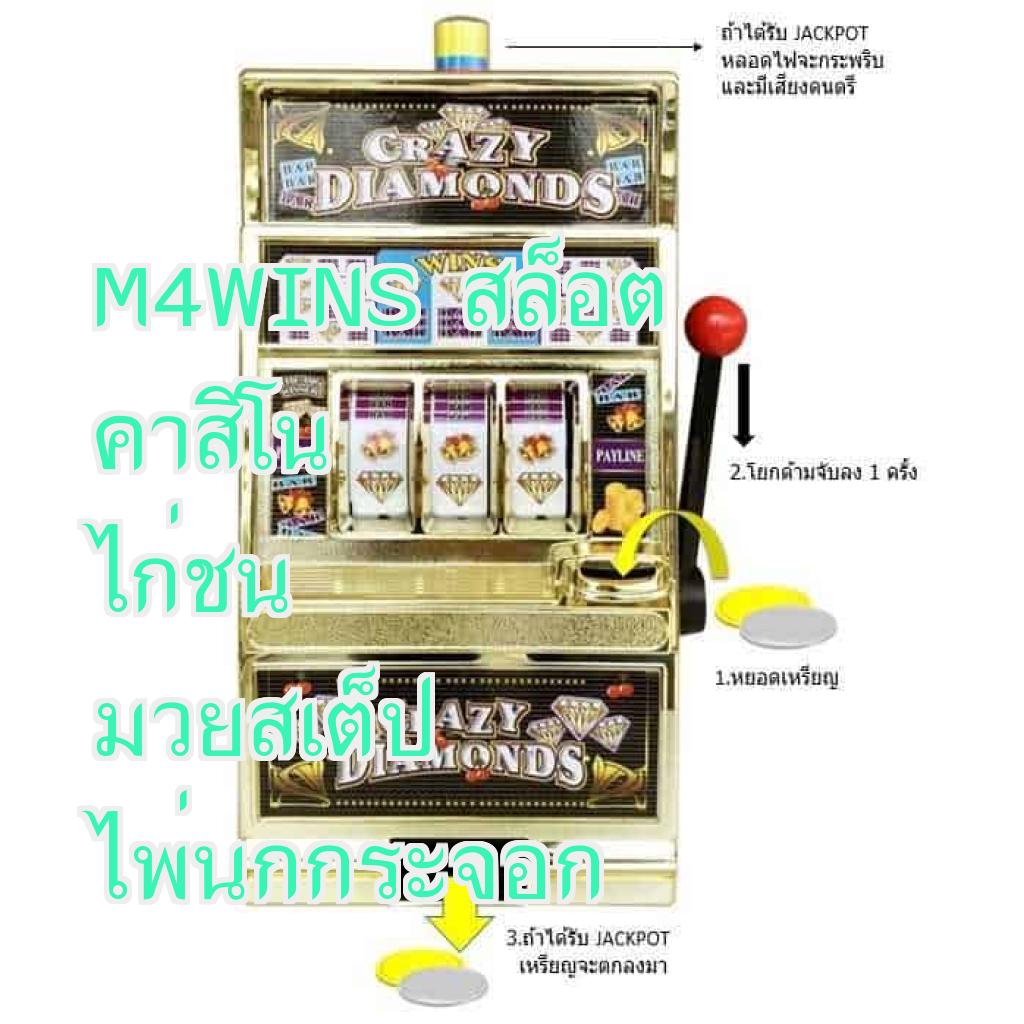 ถ้าได้รับ JACKPOT
หลอดไฟจะกระพริบ
และมีเสียงดนตรี
CRAZY
DIAMONDS
BAR
BAR
BAR
WINS
M4WINS สล็อต
คาสิโน
BAR
PAYLINE
2.โยกด้ามจับลง 1 ครั้ง
ไก่ชน
1.หยอดเหรียญ
มวยสเต็ป
CRAZY
DIAMONDS
ไพ่นกกระจอก
3.ถ้าได้รับ JACKPOT
เหรียญจะตกลงมา